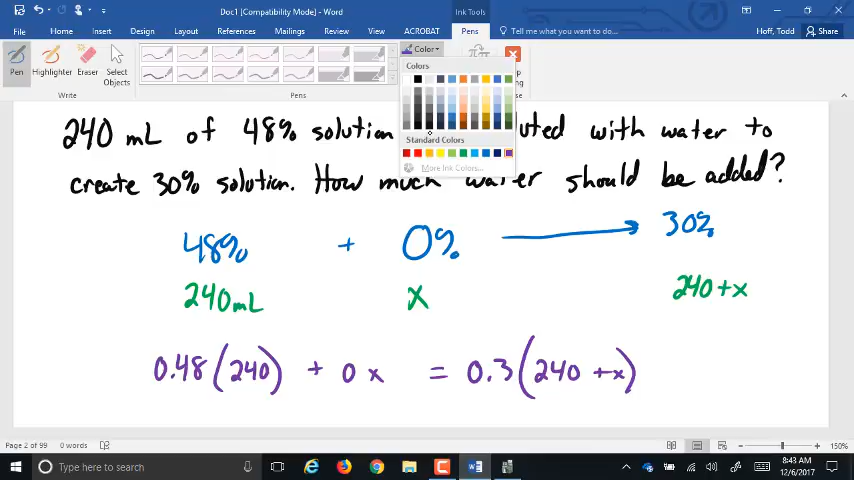 Doc1 [Compatibility Mode] - Word
Ink Tools
Hoff, Todd
File Home Insert Draw Design Layout References Mailings Review View ACROBAT Pens Tell me what you want to do... Share
Pen Highlighter Eraser Select Objects
Color
Write Pens
Colors
Standard Colors
More Ink Colors...
240 mL of 48% solution with water to
create 30% solution. How much water should be added?
48% + 0% → 30%
240 mL x 240+x
0.48(240) + 0x = 0.3(240+x)
Page 2 of 99 0 words 150%
Type here to search
8:43 AM
12/6/2017